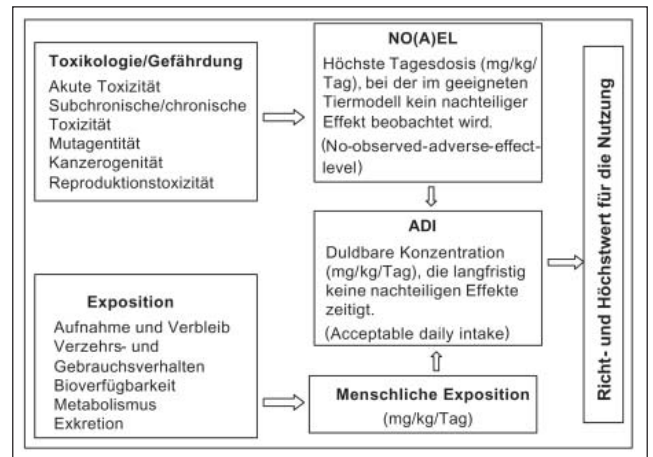 Toxikologie/Gefährdung
Akute Toxizität
Subchronische/chronische
Toxizität
Mutagentität
Kanzerogenität
Reproduktionstoxizität
NO(A)EL
Höchste Tagesdosis (mg/kg/
Tag), bei der im geeigneten
Tiermodell kein nachteiliger
Effekt beobachtet wird.
(No-observed-adverse-effect-
level)
ADI
Duldbare Konzentration
(mg/kg/Tag), die langfristig
keine nachteiligen Effekte
zeitigt.
(Acceptable daily intake)
Exposition
Aufnahme und Verbleib
Verzehrs- und
Gebrauchsverhalten
Bioverfügbarkeit
Metabolismus
Exkretion
Menschliche Exposition
(mg/kg/Tag)
Richt- und Höchstwert für die Nutzung